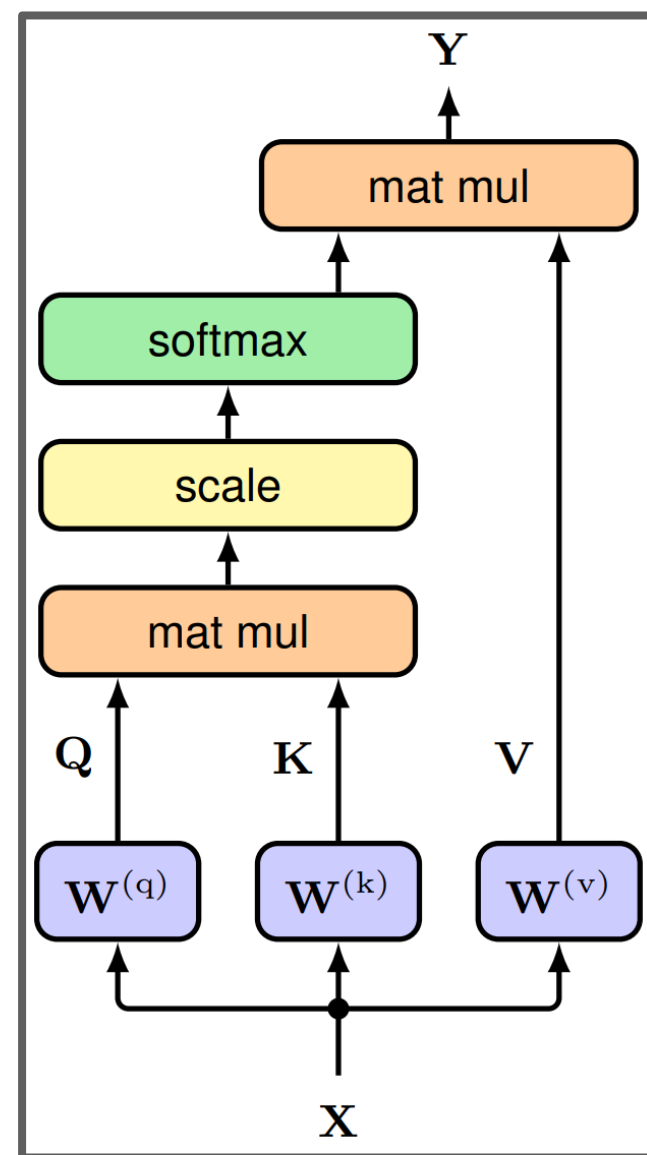 Y
mat mul
softmax
scale
mat mul
Q K V
W(q) W(k) W(v)
X